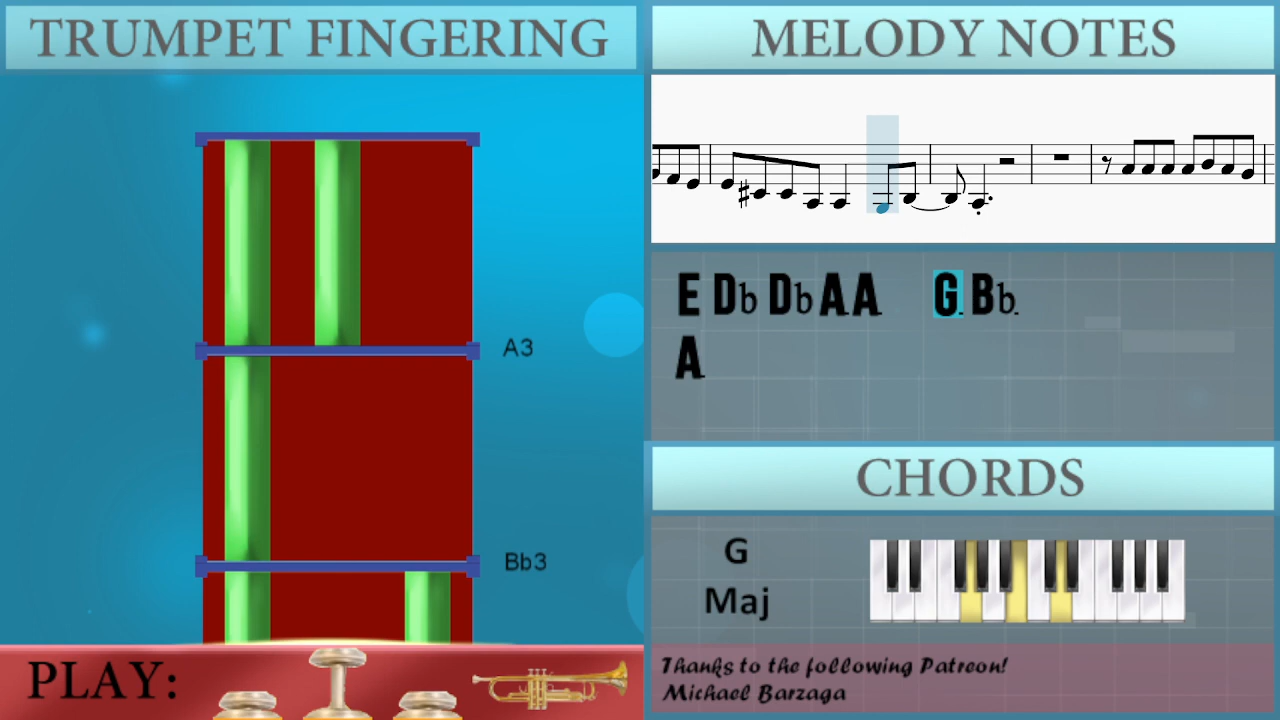 TRUMPET FINGERING
A3
Bb3
PLAY:
MELODY NOTES
E Db Db A A G Bb
A
CHORDS
G
Maj
Thanks to the following Patreon!
Michael Barzaga